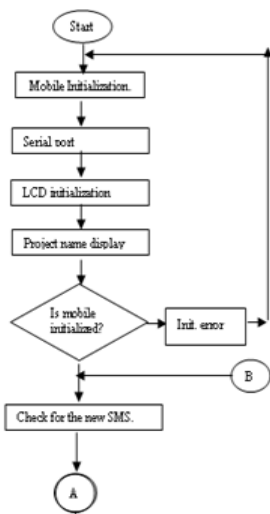 Start
Mobile Initialization.
Serial port
LCD initialization
Project name display
Is mobile
initialized?
Init. error
B
Check for the new SMS.
A